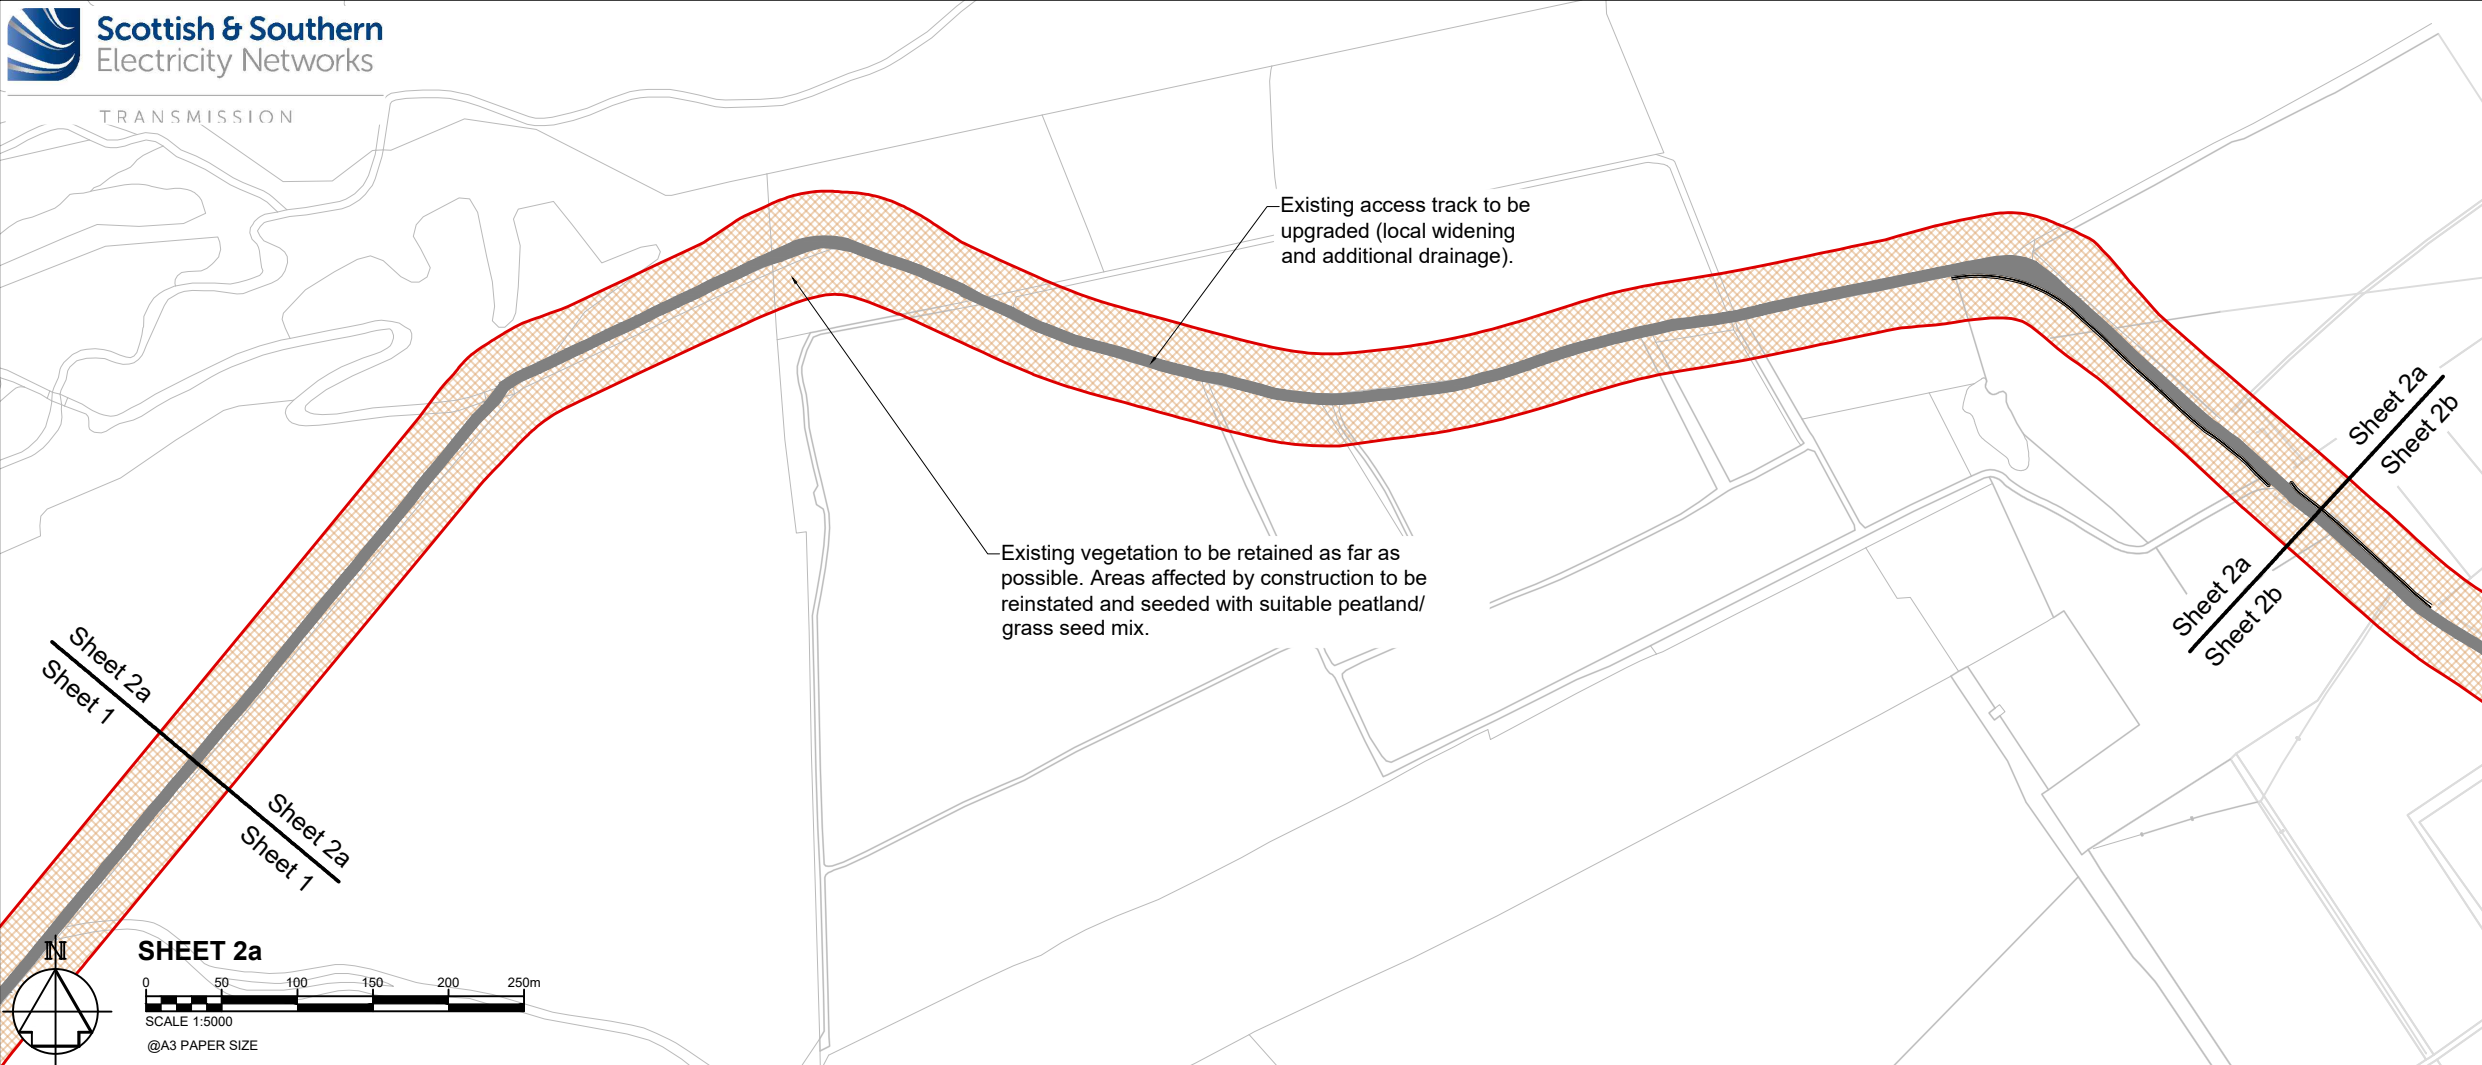 Scottish & Southern
Electricity Networks
TRANSMISSION
Existing access track to be
upgraded (local widening
and additional drainage).
Sheet 2a
Sheet 2b
Existing vegetation to be retained as far as
possible. Areas affected by construction to be
reinstated and seeded with suitable peatland/
grass seed mix.
Sheet 2a
Sheet 2b
Sheet 2a
Sheet 1
Sheet 2a
Sheet 1
N
SHEET 2a
0 50 100 150 200 250m
SCALE 1:5000
@A3 PAPER SIZE